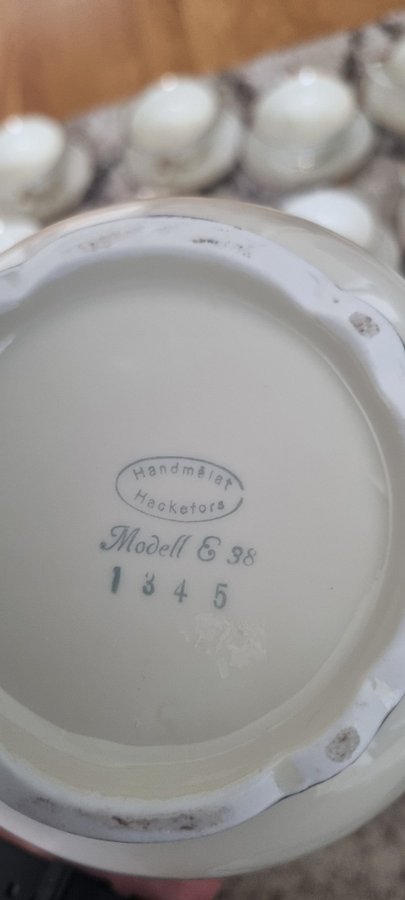 Handmålat
Hackefors
Modell E 38
1345